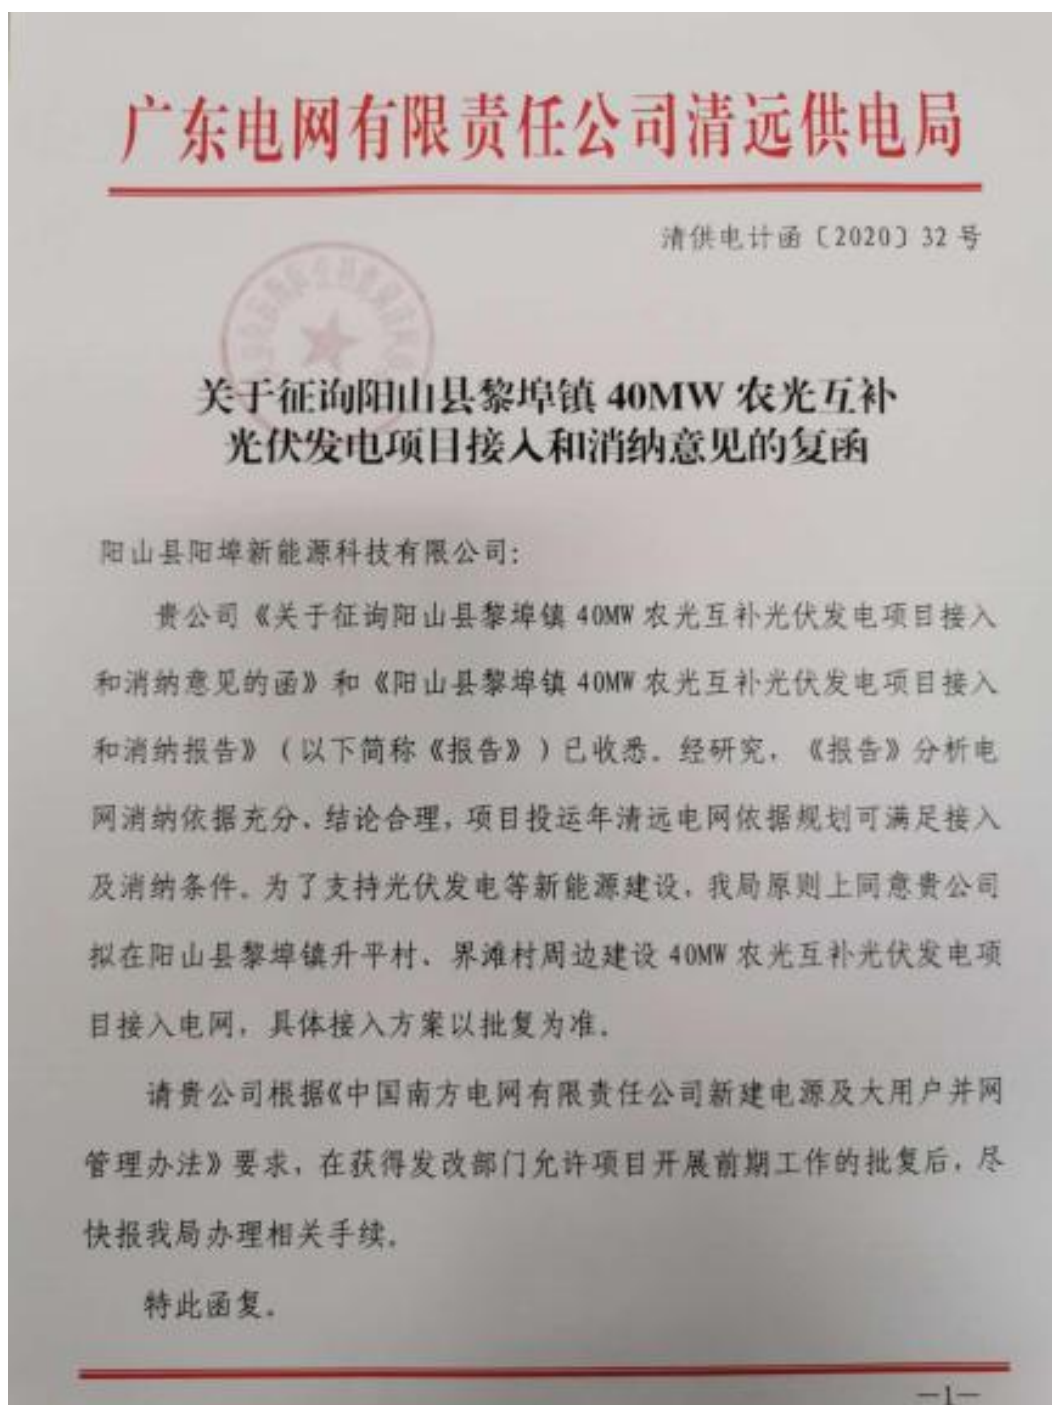 广东电网有限责任公司清远供电局
清供电计函〔2020〕32号
关于征询阳山县黎埠镇 40MW 农光互补
光伏发电项目接入和消纳意见的复函
阳山县阳埠新能源科技有限公司:
贵公司《关于征询阳山县黎埠镇 40MW 农光互补光伏发电项目接入
和消纳意见的函》和《阳山县黎埠镇 40MW 农光互补光伏发电项目接入
和消纳报告》（以下简称《报告》）已收悉。经研究，《报告》分析电
网消纳依据充分、结论合理，项目投运年清远电网依据规划可满足接入
及消纳条件。为了支持光伏发电等新能源建设，我局原则上同意贵公司
拟在阳山县黎埠镇升平村、界滩村周边建设 40MW 农光互补光伏发电项
目接入电网，具体接入方案以批复为准。
请贵公司根据《中国南方电网有限责任公司新建电源及大用户并网
管理办法》要求，在获得发改部门允许项目开展前期工作的批复后，尽
快报我局办理相关手续。
特此函复。
—1—